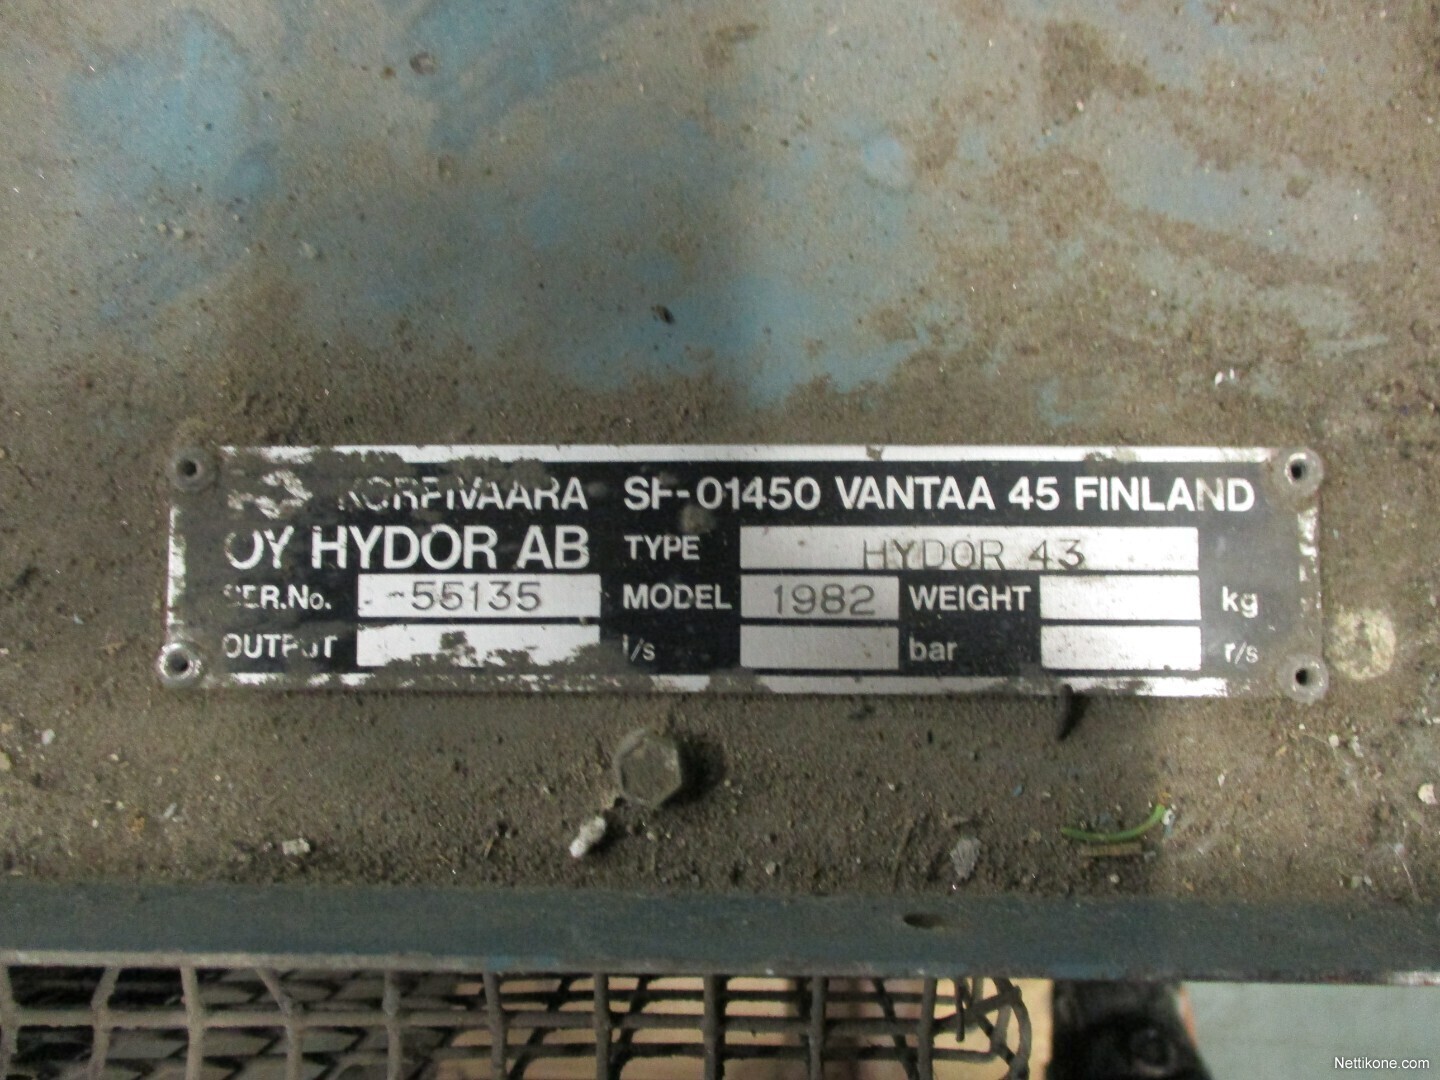 KORPIVAARA SF-01450 VANTAA 45 FINLAND
OY HYDOR AB TYPE HYDOR 43
SER.No. -55135 MODEL 1982 WEIGHT kg
OUTPUT l/s bar r/s
Nettikone.com